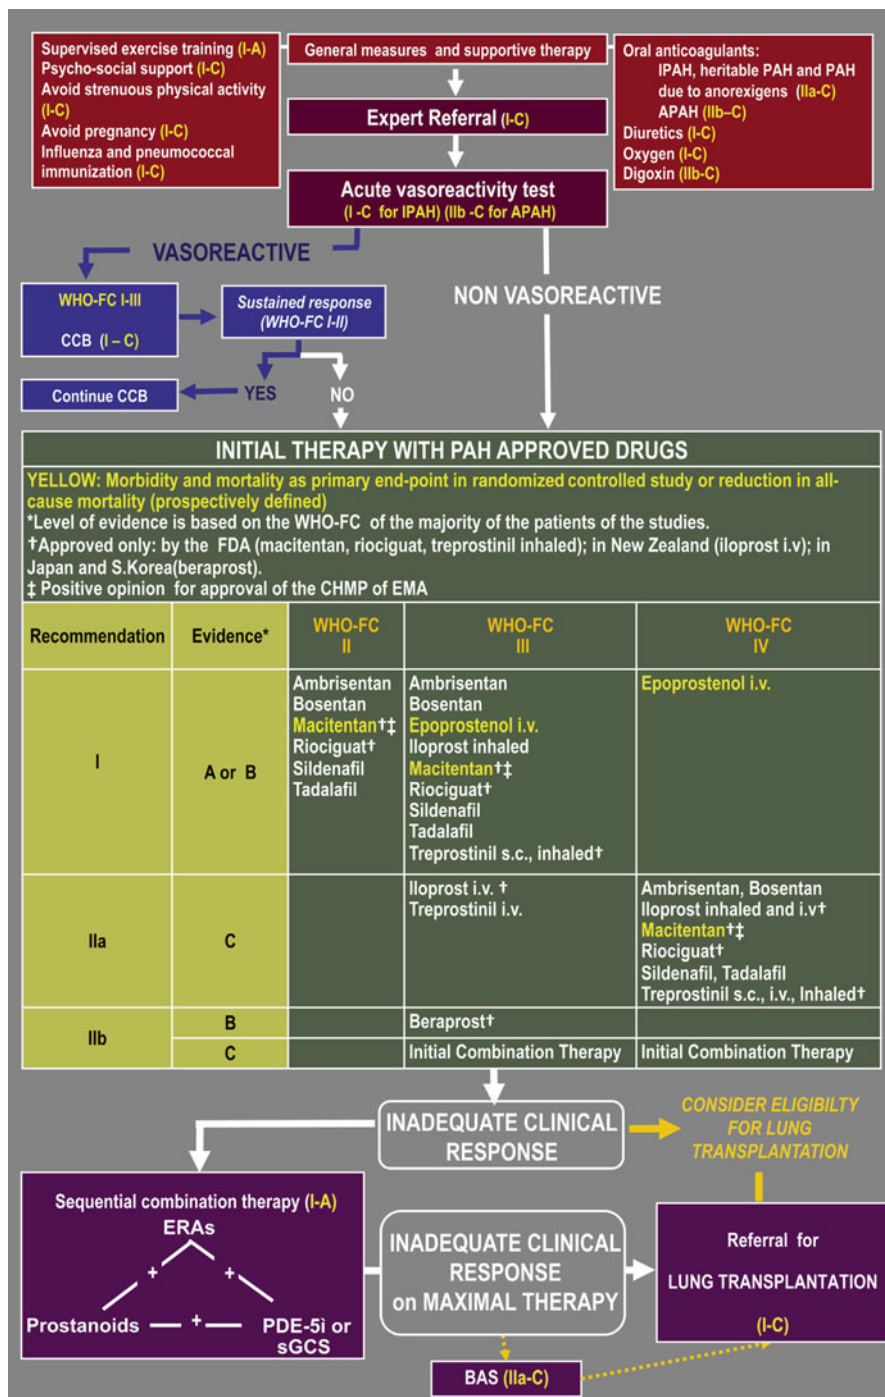 Supervised exercise training (I-A)
Psycho-social support (I-C)
Avoid strenuous physical activity
(I-C)
Avoid pregnancy (I-C)
Influenza and pneumococcal
immunization (I-C)
General measures and supportive therapy
Oral anticoagulants:
IPAH, heritable PAH and PAH
due to anorexigens (IIa-C)
APAH (IIb–C)
Diuretics (I-C)
Oxygen (I-C)
Digoxin (IIb-C)
Expert Referral (I-C)
Acute vasoreactivity test
(I -C for IPAH) (IIb -C for APAH)
VASOREACTIVE
NON VASOREACTIVE
WHO-FC I-III
CCB (I – C)
Sustained response
(WHO-FC I-II)
Continue CCB
YES
NO
INITIAL THERAPY WITH PAH APPROVED DRUGS
YELLOW: Morbidity and mortality as primary end-point in randomized controlled study or reduction in all-
cause mortality (prospectively defined)
*Level of evidence is based on the WHO-FC of the majority of the patients of the studies.
†Approved only: by the FDA (macitentan, riociguat, treprostinil inhaled); in New Zealand (iloprost i.v); in
Japan and S.Korea(beraprost).
‡ Positive opinion for approval of the CHMP of EMA
Recommendation
Evidence*
WHO-FC
II
WHO-FC
III
WHO-FC
IV
I
A or B
Ambrisentan
Bosentan
Macitentan†‡
Riociguat†
Sildenafil
Tadalafil
Ambrisentan
Bosentan
Epoprostenol i.v.
Iloprost inhaled
Macitentan†‡
Riociguat†
Sildenafil
Tadalafil
Treprostinil s.c., inhaled†
Epoprostenol i.v.
IIa
C
Iloprost i.v. †
Treprostinil i.v.
Ambrisentan, Bosentan
Iloprost inhaled and i.v†
Macitentan†‡
Riociguat†
Sildenafil, Tadalafil
Treprostinil s.c., i.v., Inhaled†
IIb
B
Beraprost†
C
Initial Combination Therapy
Initial Combination Therapy
INADEQUATE CLINICAL
RESPONSE
CONSIDER ELIGIBILTY
FOR LUNG
TRANSPLANTATION
Sequential combination therapy (I-A)
ERAs
+
+
Prostanoids
+
PDE-5ì or
sGCS
INADEQUATE CLINICAL
RESPONSE
on MAXIMAL THERAPY
Referral for
LUNG TRANSPLANTATION
(I-C)
BAS (IIa-C)